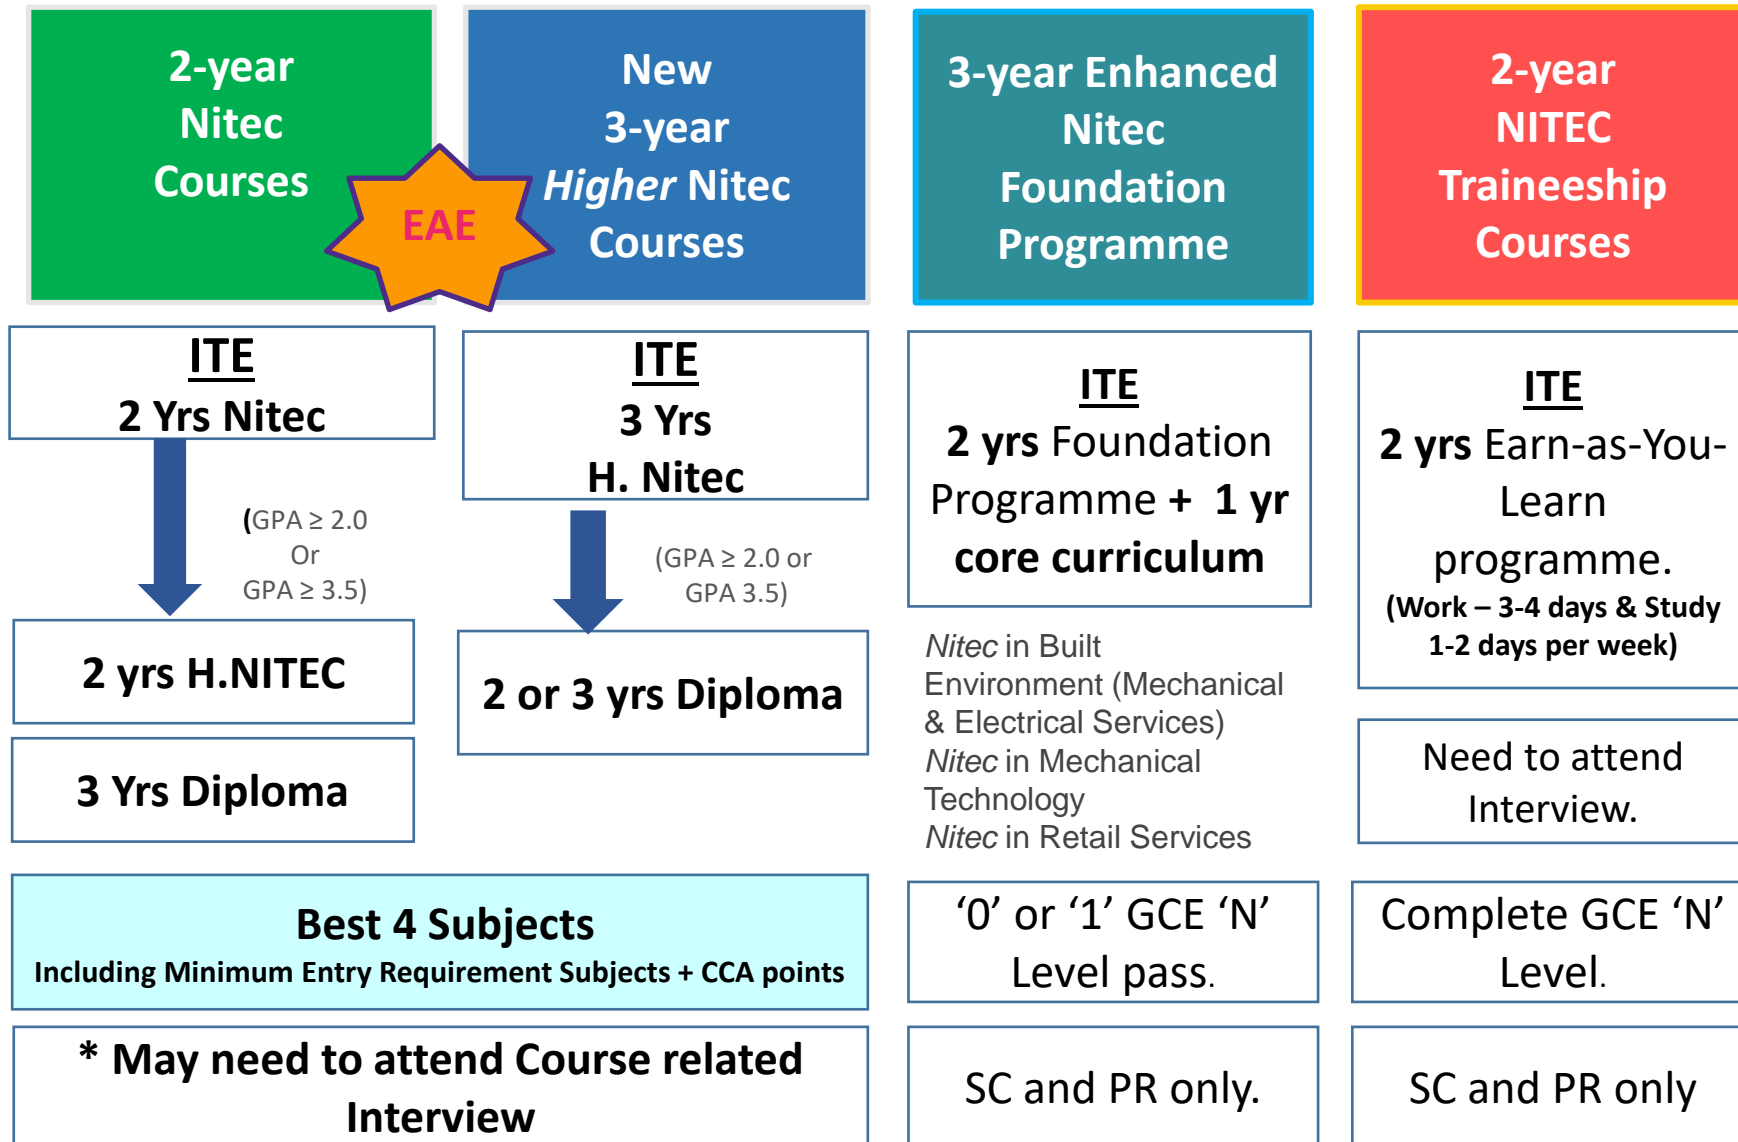 2-year
Nitec
Courses
New
3-year
Higher Nitec
Courses
EAE
3-year Enhanced
Nitec
Foundation
Programme
2-year
NITEC
Traineeship
Courses
ITE
2 Yrs Nitec
(GPA ≥ 2.0
Or
GPA ≥ 3.5)
2 yrs H.NITEC
3 Yrs Diploma
ITE
3 Yrs
H. Nitec
(GPA ≥ 2.0 or
GPA 3.5)
2 or 3 yrs Diploma
Best 4 Subjects
Including Minimum Entry Requirement Subjects + CCA points
* May need to attend Course related
Interview
ITE
2 yrs Foundation
Programme + 1 yr
core curriculum
Nitec in Built
Environment (Mechanical
& Electrical Services)
Nitec in Mechanical
Technology
Nitec in Retail Services
‘0’ or ‘1’ GCE ‘N’
Level pass.
SC and PR only.
ITE
2 yrs Earn-as-You-
Learn
programme.
(Work – 3-4 days & Study
1-2 days per week)
Need to attend
Interview.
Complete GCE ‘N’
Level.
SC and PR only